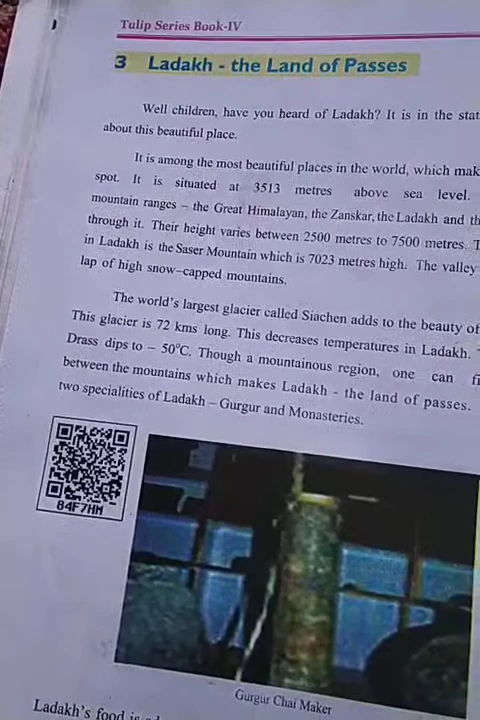 Tulip Series Book-IV
3 Ladakh - the Land of Passes
Well children, have you heard of Ladakh? It is in the stat
about this beautiful place.
It is among the most beautiful places in the world, which mak
spot. It is situated at 3513 metres above sea level.
mountain ranges – the Great Himalayan, the Zanskar, the Ladakh and th
through it. Their height varies between 2500 metres to 7500 metres. T
in Ladakh is the Saser Mountain which is 7023 metres high. The valley
lap of high snow–capped mountains.
The world's largest glacier called Siachen adds to the beauty of
This glacier is 72 kms long. This decreases temperatures in Ladakh.
Drass dips to – 50°C. Though a mountainous region, one can fi
between the mountains which makes Ladakh - the land of passes.
two specialities of Ladakh – Gurgur and Monasteries.
84F7HM
Gurgur Chai Maker
Ladakh's food is